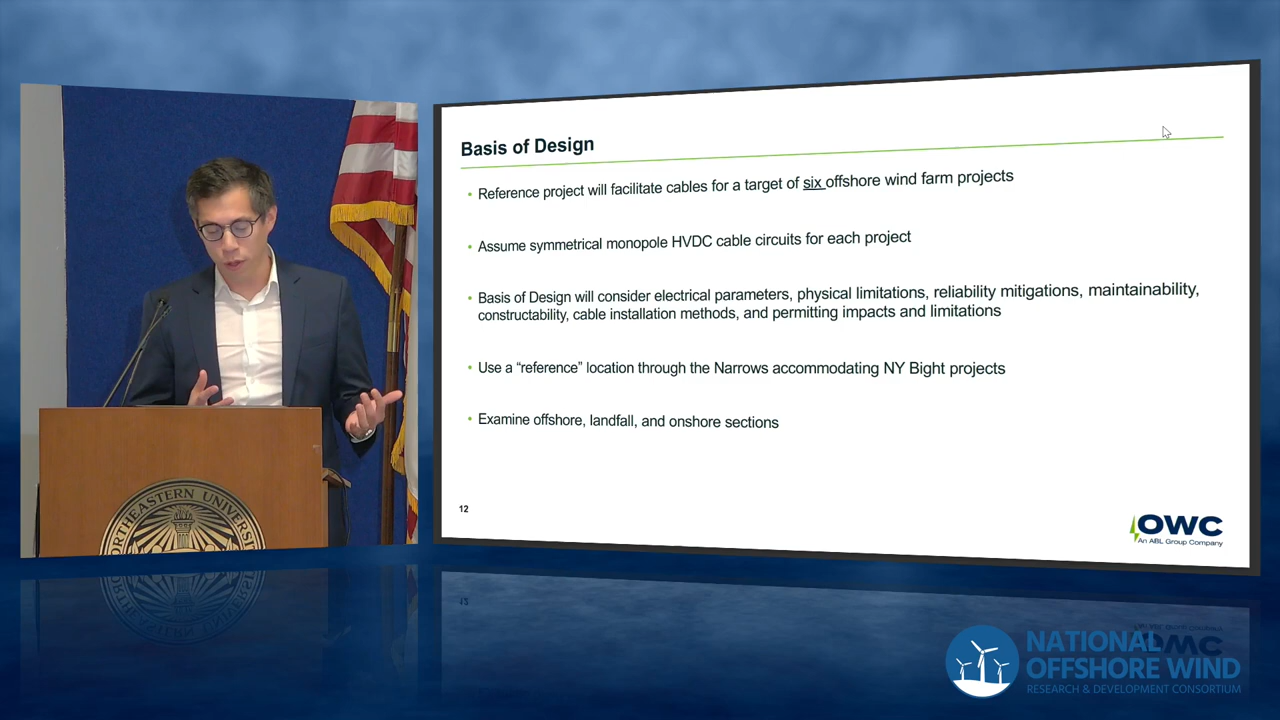 Basis of Design
• Reference project will facilitate cables for a target of six offshore wind farm projects
• Assume symmetrical monopole HVDC cable circuits for each project
• Basis of Design will consider electrical parameters, physical limitations, reliability mitigations, maintainability,
constructability, cable installation methods, and permitting impacts and limitations
• Use a “reference” location through the Narrows accommodating NY Bight projects
• Examine offshore, landfall, and onshore sections
12
OWC
An ABL Group Company
NORTHEASTERN UNIVERSITY
NATIONAL
OFFSHORE WIND
RESEARCH & DEVELOPMENT CONSORTIUM